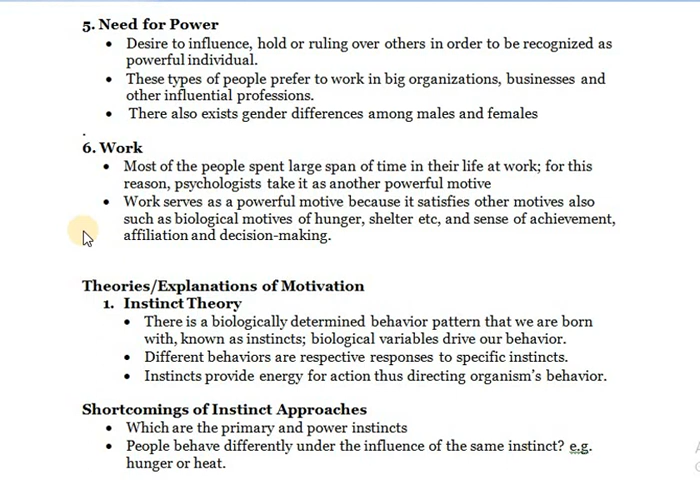 5. Need for Power
• Desire to influence, hold or ruling over others in order to be recognized as
powerful individual.
• These types of people prefer to work in big organizations, businesses and
other influential professions.
• There also exists gender differences among males and females
.
6. Work
• Most of the people spent large span of time in their life at work; for this
reason, psychologists take it as another powerful motive
• Work serves as a powerful motive because it satisfies other motives also
such as biological motives of hunger, shelter etc, and sense of achievement,
affiliation and decision-making.
Theories/Explanations of Motivation
1. Instinct Theory
• There is a biologically determined behavior pattern that we are born
with, known as instincts; biological variables drive our behavior.
• Different behaviors are respective responses to specific instincts.
• Instincts provide energy for action thus directing organism's behavior.
Shortcomings of Instinct Approaches
• Which are the primary and power instincts
• People behave differently under the influence of the same instinct? e.g.
hunger or heat.